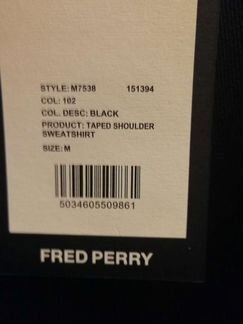 STYLE: M7538 151394
COL: 102
COL. DESC: BLACK
PRODUCT: TAPED SHOULDER
SWEATSHIRT
SIZE: M
5034605509861
FRED PERRY